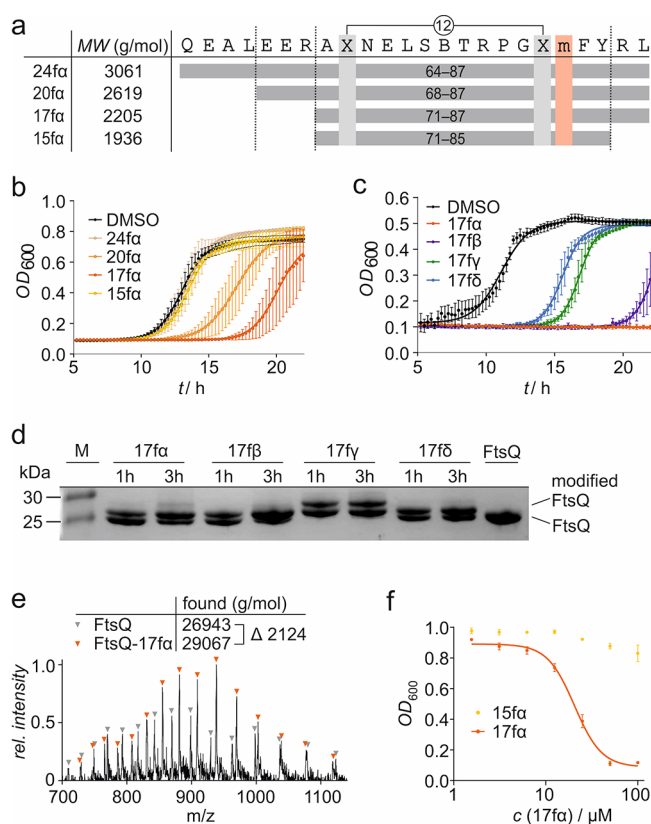 a
12
MW (g/mol) Q E A L E E R A X N E L S B T R P G X m F Y R L
24fα 3061 64–87
20fα 2619 68–87
17fα 2205 71–87
15fα 1936 71–85
b
DMSO
24fα
20fα
17fα
15fα
OD600
1.0
0.8
0.6
0.4
0.2
0.0
5 10 15 20
t/ h
c
DMSO
17fα
17fβ
17fγ
17fδ
OD600
0.6
0.5
0.4
0.3
0.2
0.1
0.0
5 10 15 20
t/ h
d
M 17fα 17fβ 17fγ 17fδ FtsQ
kDa 1h 3h 1h 3h 1h 3h 1h 3h modified
30 FtsQ
25 FtsQ
e
found (g/mol)
FtsQ 26943
FtsQ-17fα 29067
Δ 2124
rel. intensity
1.0
0.5
0.0
700 800 900 1000 1100
m/z
f
OD600
1.0
0.8
0.6
0.4
0.2
0.0
15fα
17fα
1 10 100
c (17fα) / μM